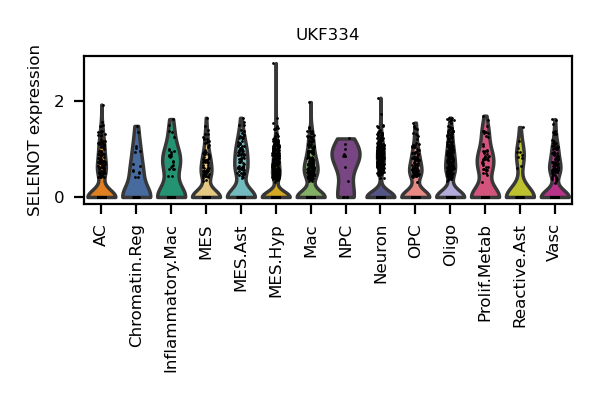 UKF334
SELENOT expression
2
0
AC
Chromatin.Reg
Inflammatory.Mac
MES
MES.Ast
MES.Hyp
Mac
NPC
Neuron
OPC
Oligo
Prolif.Metab
Reactive.Ast
Vasc